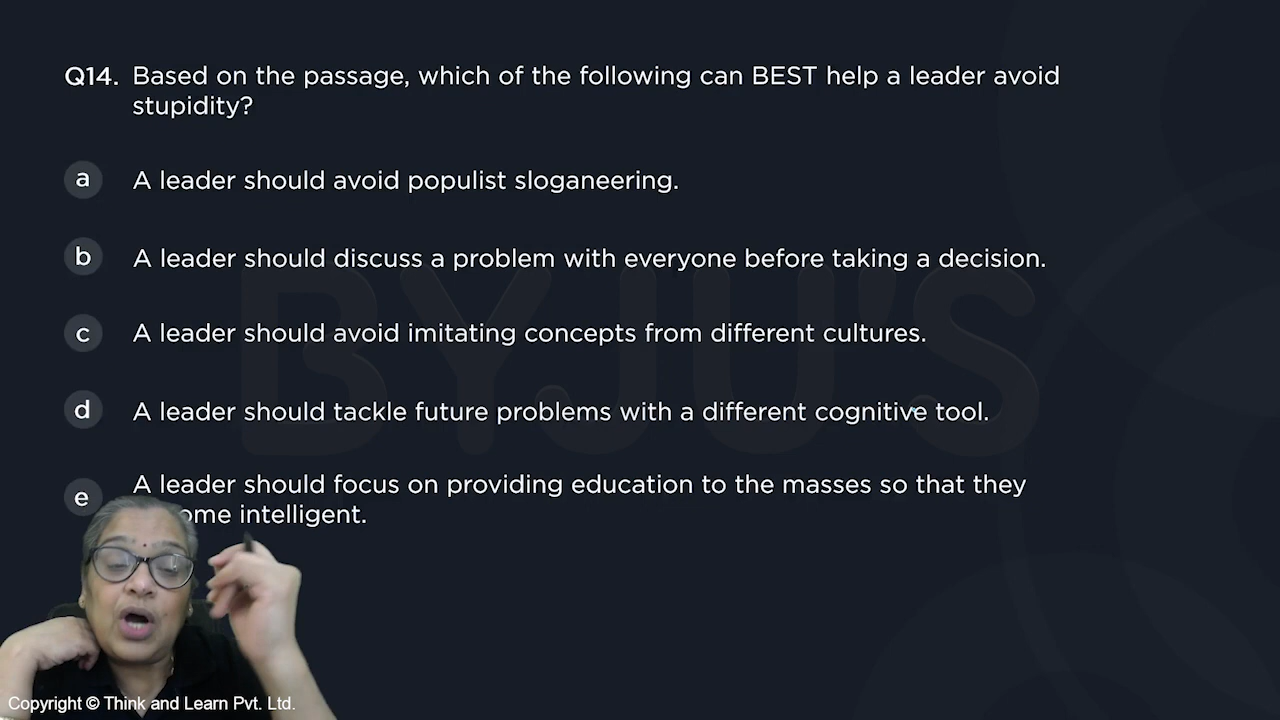 Q14. Based on the passage, which of the following can BEST help a leader avoid
stupidity?
a A leader should avoid populist sloganeering.
b A leader should discuss a problem with everyone before taking a decision.
c A leader should avoid imitating concepts from different cultures.
d A leader should tackle future problems with a different cognitive tool.
e A leader should focus on providing education to the masses so that they
intelligent.
BYJU'S
Copyright © Think and Learn Pvt. Ltd.